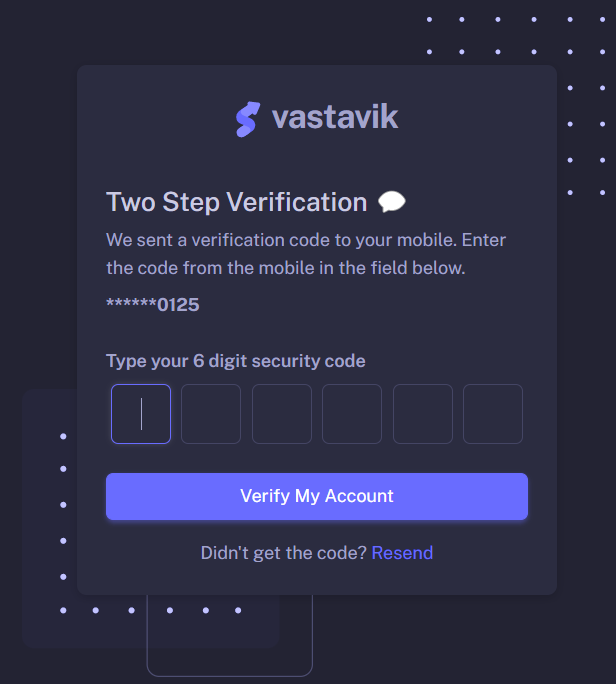 vastavik
Two Step Verification 💬
We sent a verification code to your mobile. Enter
the code from the mobile in the field below.
******0125
Type your 6 digit security code
Verify My Account
Didn't get the code? Resend